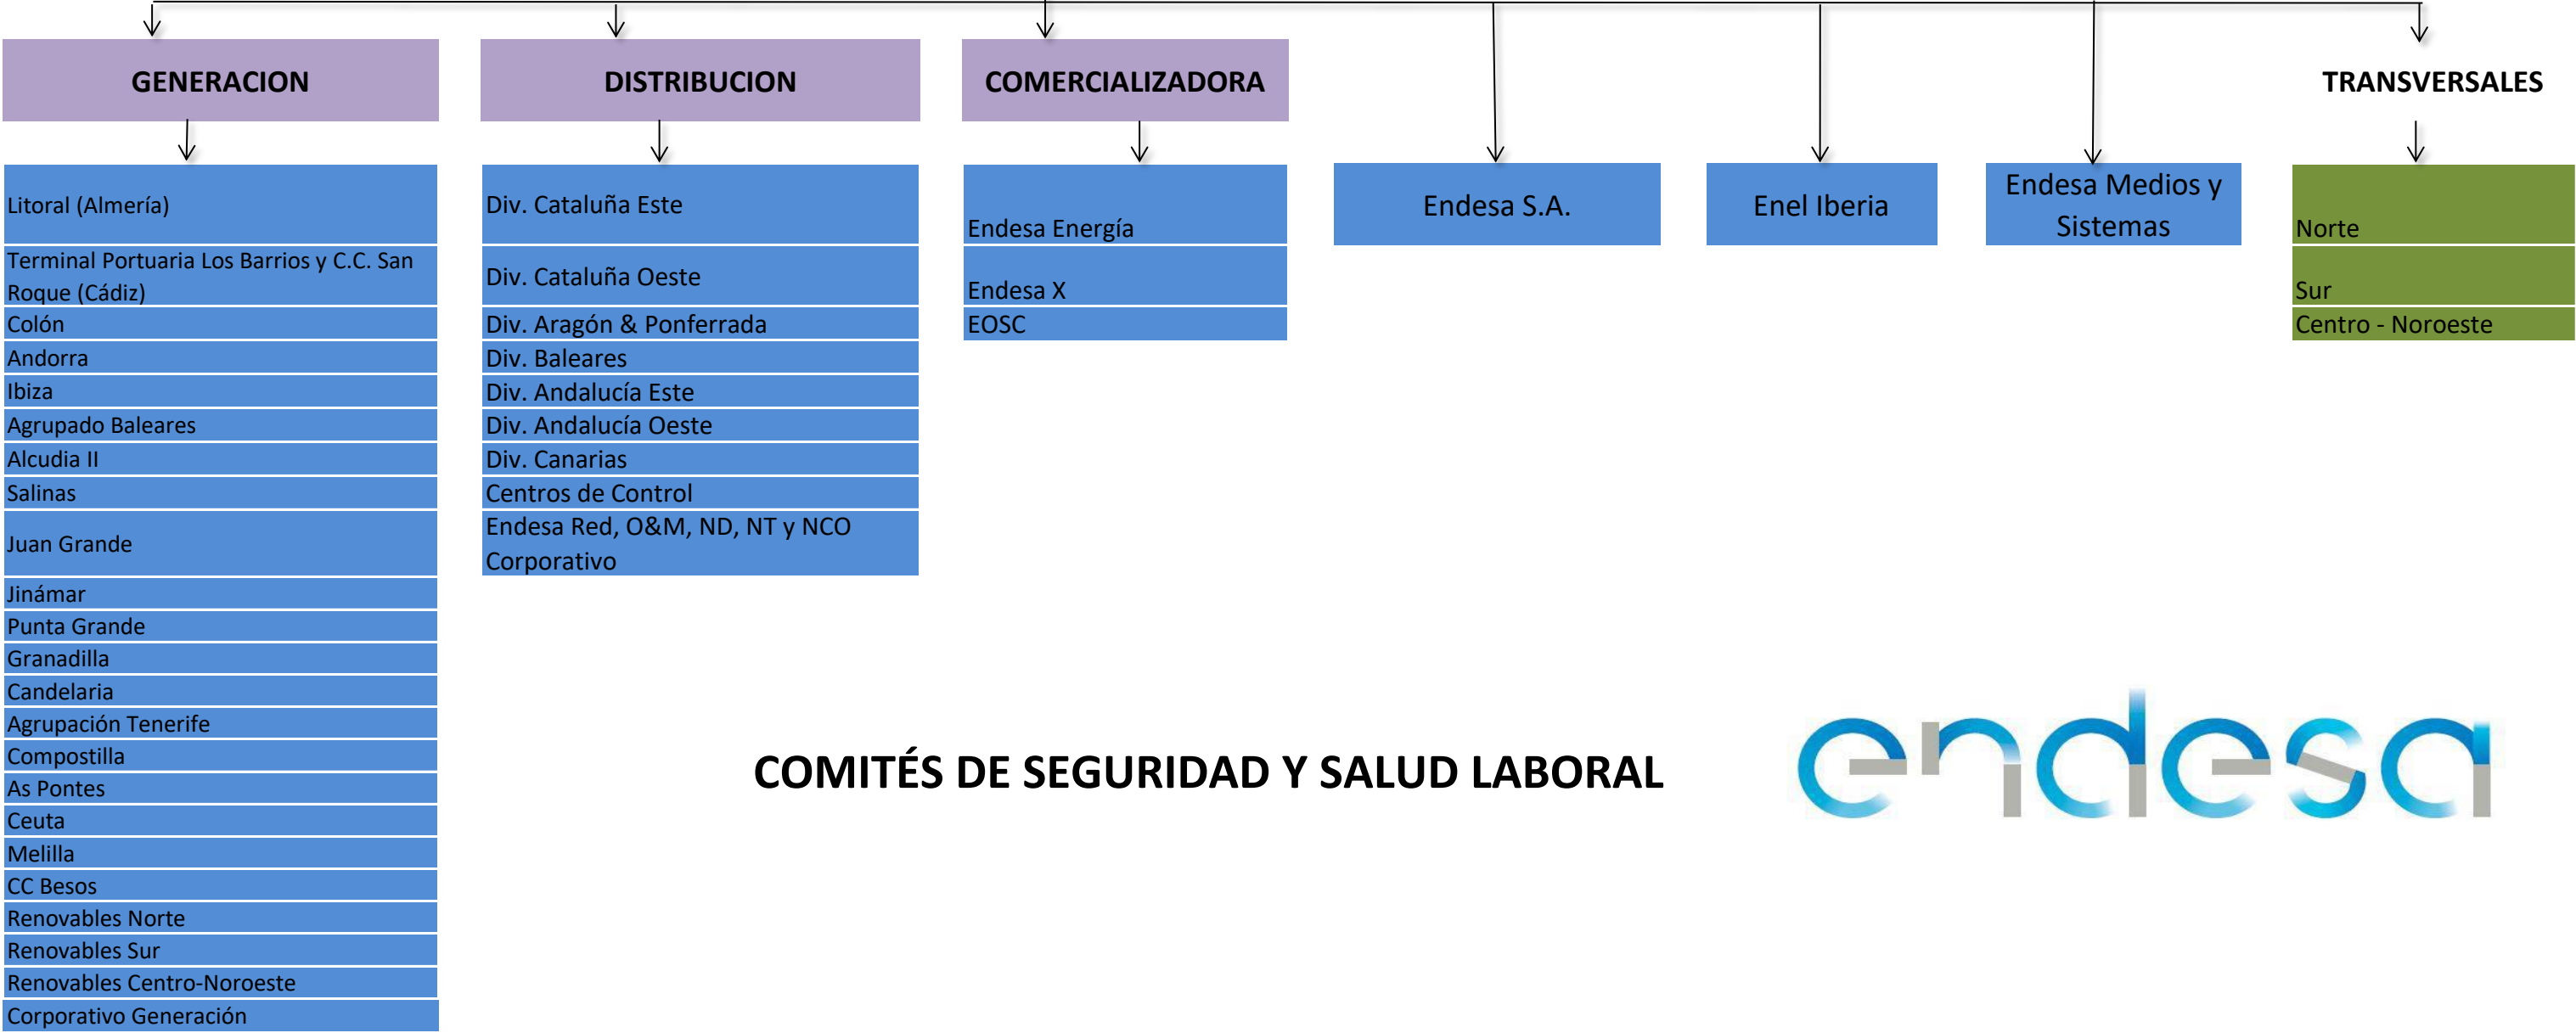 GENERACION
Litoral (Almería)
Terminal Portuaria Los Barrios y C.C. San
Roque (Cádiz)
Colón
Andorra
Ibiza
Agrupado Baleares
Alcudia II
Salinas
Juan Grande
Jinámar
Punta Grande
Granadilla
Candelaria
Agrupación Tenerife
Compostilla
As Pontes
Ceuta
Melilla
CC Besos
Renovables Norte
Renovables Sur
Renovables Centro-Noroeste
Corporativo Generación
DISTRIBUCION
Div. Cataluña Este
Div. Cataluña Oeste
Div. Aragón & Ponferrada
Div. Baleares
Div. Andalucía Este
Div. Andalucía Oeste
Div. Canarias
Centros de Control
Endesa Red, O&M, ND, NT y NCO
Corporativo
COMERCIALIZADORA
Endesa Energía
Endesa X
EOSC
Endesa S.A.
Enel Iberia
Endesa Medios y
Sistemas
TRANSVERSALES
Norte
Sur
Centro - Noroeste
COMITÉS DE SEGURIDAD Y SALUD LABORAL
endesa